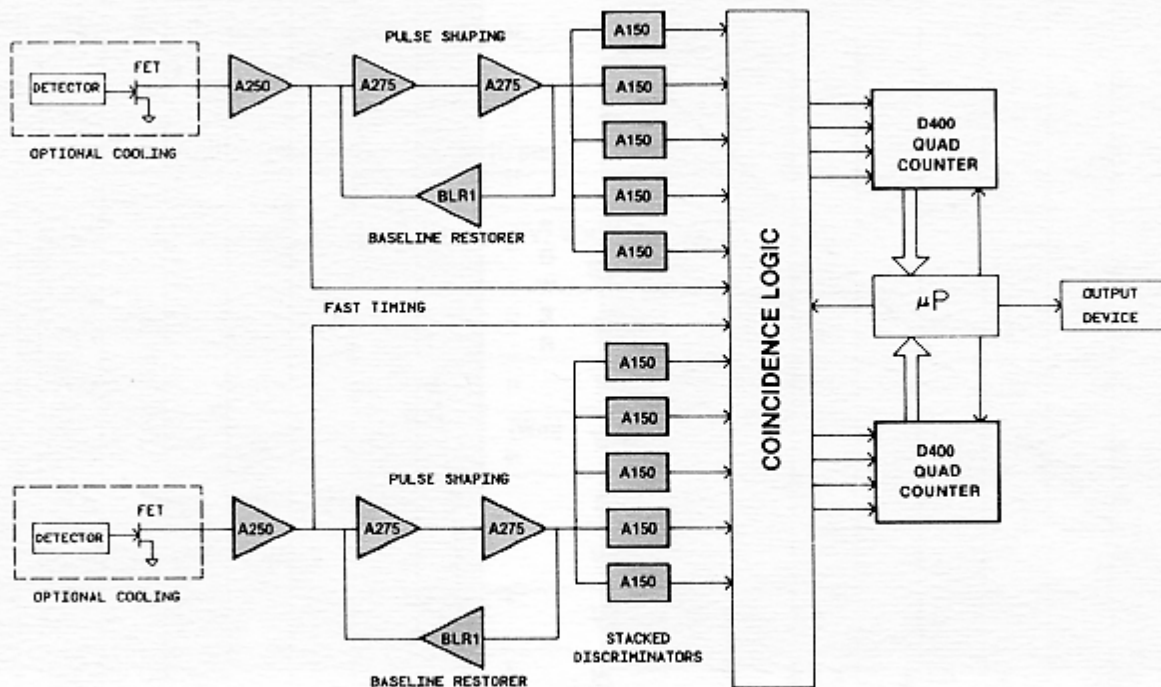 PULSE SHAPING
A150
FET
DETECTOR
A250
A275
A275
A150
OPTIONAL COOLING
A150
BLR1
A150
BASELINE RESTORER
A150
FAST TIMING
COINCIDENCE LOGIC
D400
QUAD
COUNTER
μP
OUTPUT
DEVICE
D400
QUAD
COUNTER
A150
A150
PULSE SHAPING
A150
FET
DETECTOR
A250
A275
A275
A150
OPTIONAL COOLING
A150
BLR1
BASELINE RESTORER
STACKED
DISCRIMINATORS